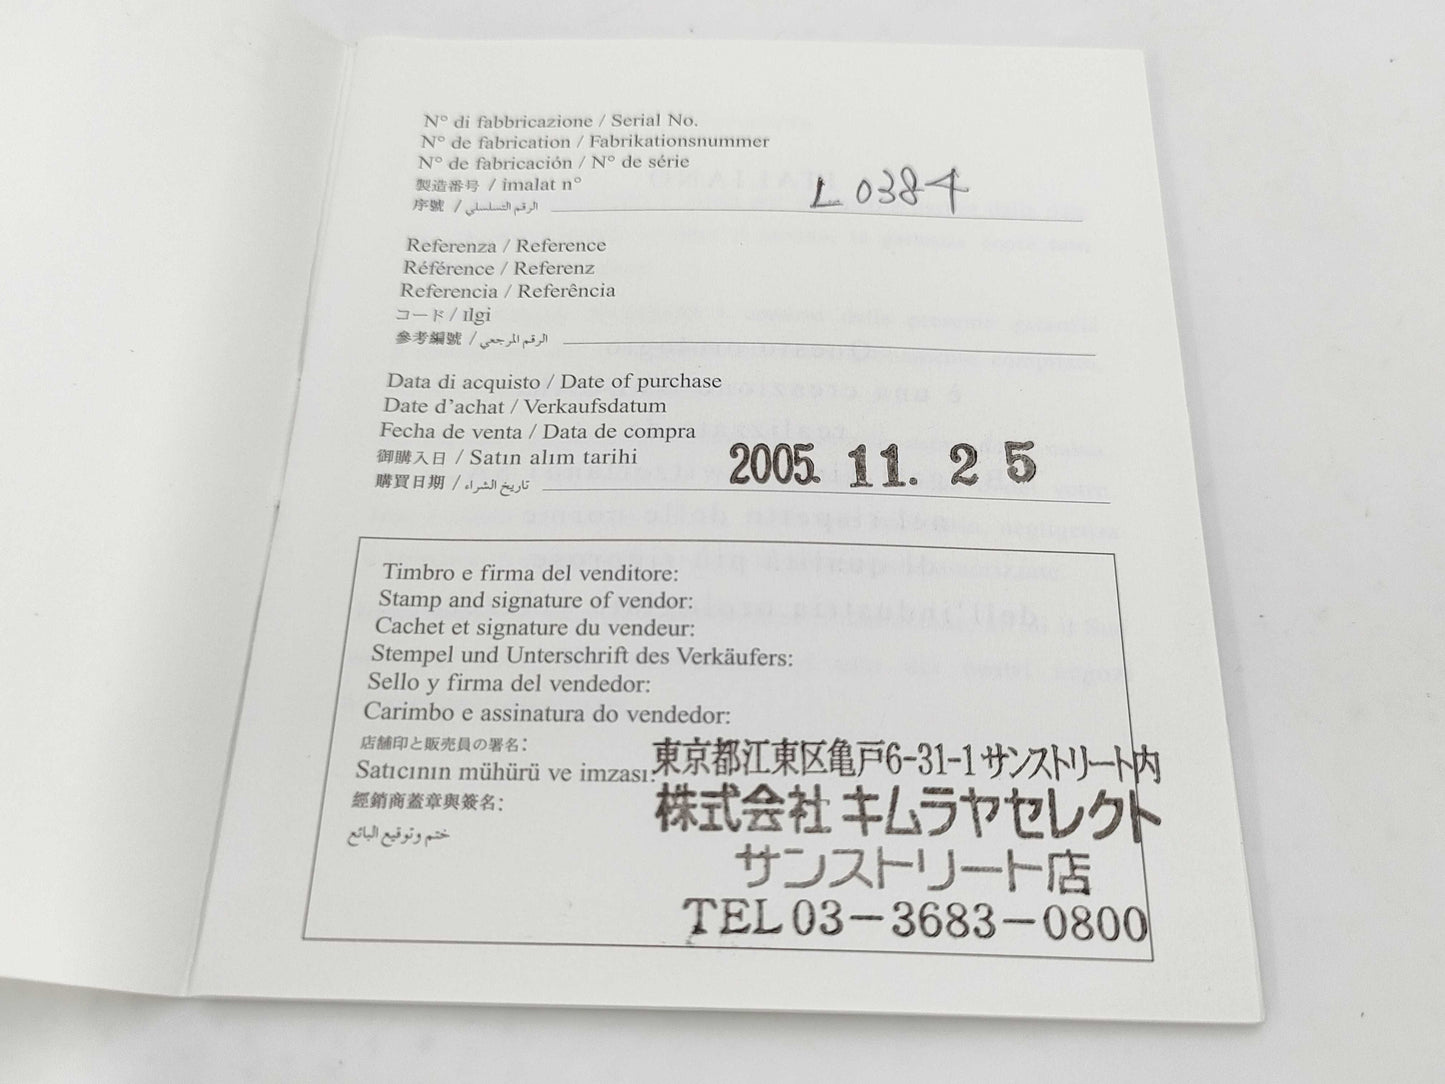 N° di fabbricazione / Serial No.
N° de fabrication / Fabrikationsnummer
N° de fabricación / N° de série
製造番号 / imalat n°
序號 / الرقم التسلسلي
L0384
Referenza / Reference
Référence / Referenz
Referencia / Referência
コード / ılgi
參考編號 / الرقم المرجعي
Data di acquisto / Date of purchase
Date d'achat / Verkaufsdatum
Fecha de venta / Data de compra
御購入日 / Satın alım tarihi
購買日期 / تاريخ الشراء
2005. 11. 25
Timbro e firma del venditore:
Stamp and signature of vendor:
Cachet et signature du vendeur:
Stempel und Unterschrift des Verkäufers:
Sello y firma del vendedor:
Carimbo e assinatura do vendedor:
店舗印と販売員の署名:
Satıcının mühürü ve imzası:
經銷商蓋章與簽名:
ختم وتوقيع البائع
東京都江東区亀戸6-31-1サンストリート内
株式会社 キムラヤセレクト
サンストリート店
TEL 03-3683-0800